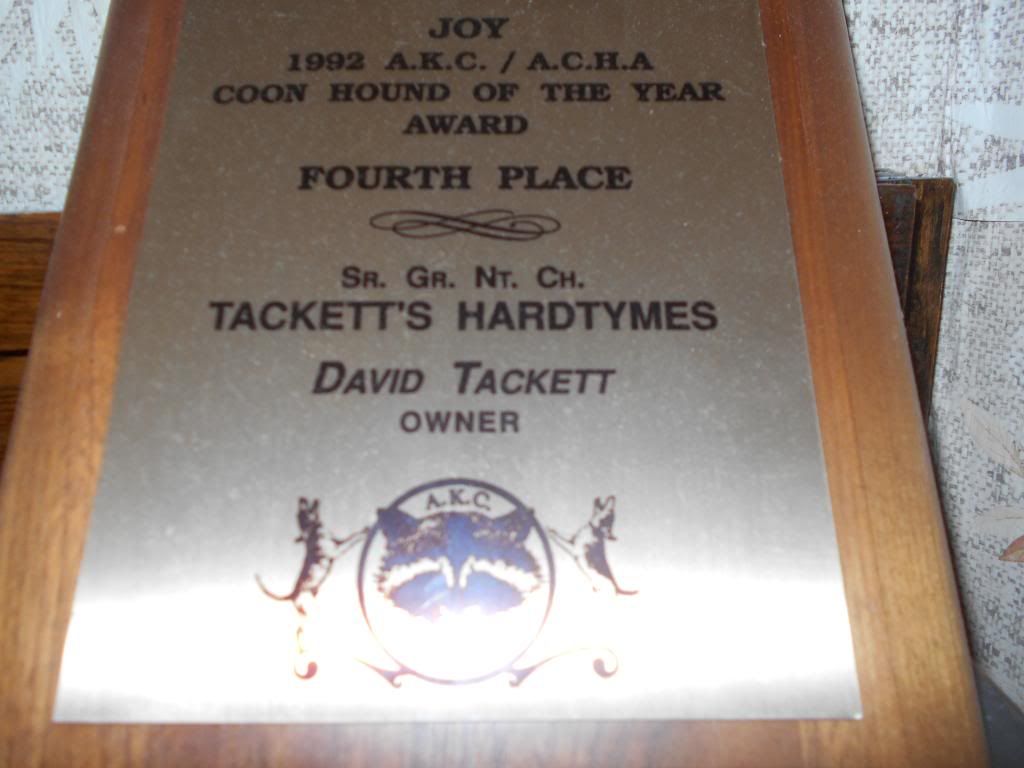 JOY
1992 A.K.C. / A.C.H.A
COON HOUND OF THE YEAR
AWARD
FOURTH PLACE
SR. GR. NT. CH.
TACKETT'S HARDTYMES
DAVID TACKETT
OWNER
A.K.C.